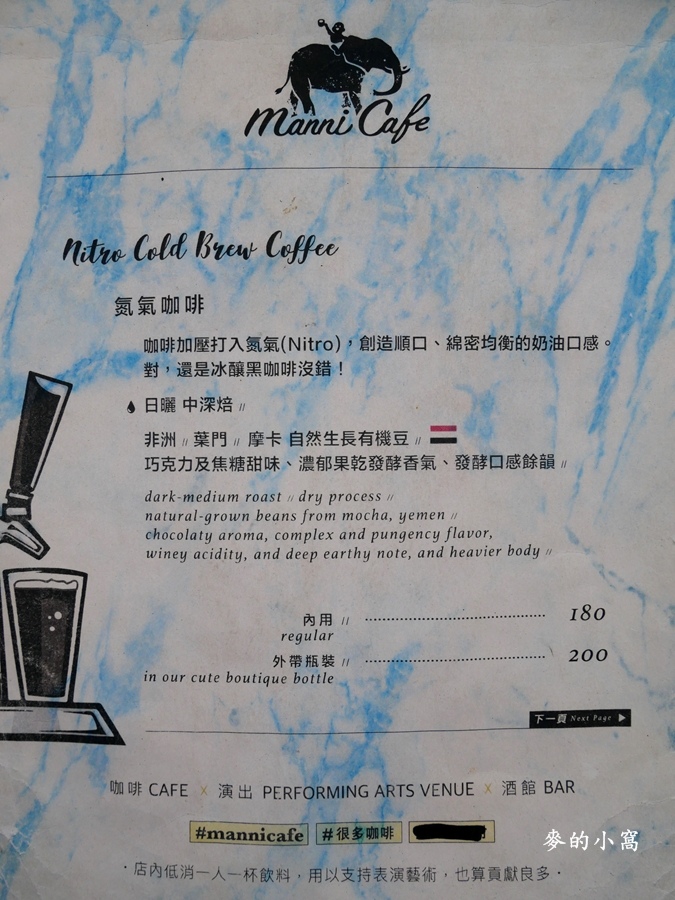 Manni Cafe
Nitro Cold Brew Coffee
氮氣咖啡
咖啡加壓打入氮氣(Nitro)，創造順口、綿密均衡的奶油口感。
對，還是冰釀黑咖啡沒錯！
日曬 中深焙 //
非洲 // 葉門 // 摩卡 自然生長有機豆 //
巧克力及焦糖甜味、濃郁果乾發酵香氣、發酵口感餘韻 //
dark-medium roast // dry process //
natural-grown beans from mocha, yemen //
chocolaty aroma, complex and pungency flavor,
winey acidity, and deep earthy note, and heavier body //
內用 // 180
regular
外帶瓶裝 // 200
in our cute boutique bottle
下一頁 Next Page ▶
咖啡 CAFE x 演出 PERFORMING ARTS VENUE x 酒館 BAR
#mannicafe #很多咖啡
麥的小窩
·店內低消一人一杯飲料，用以支持表演藝術，也算貢獻良多·